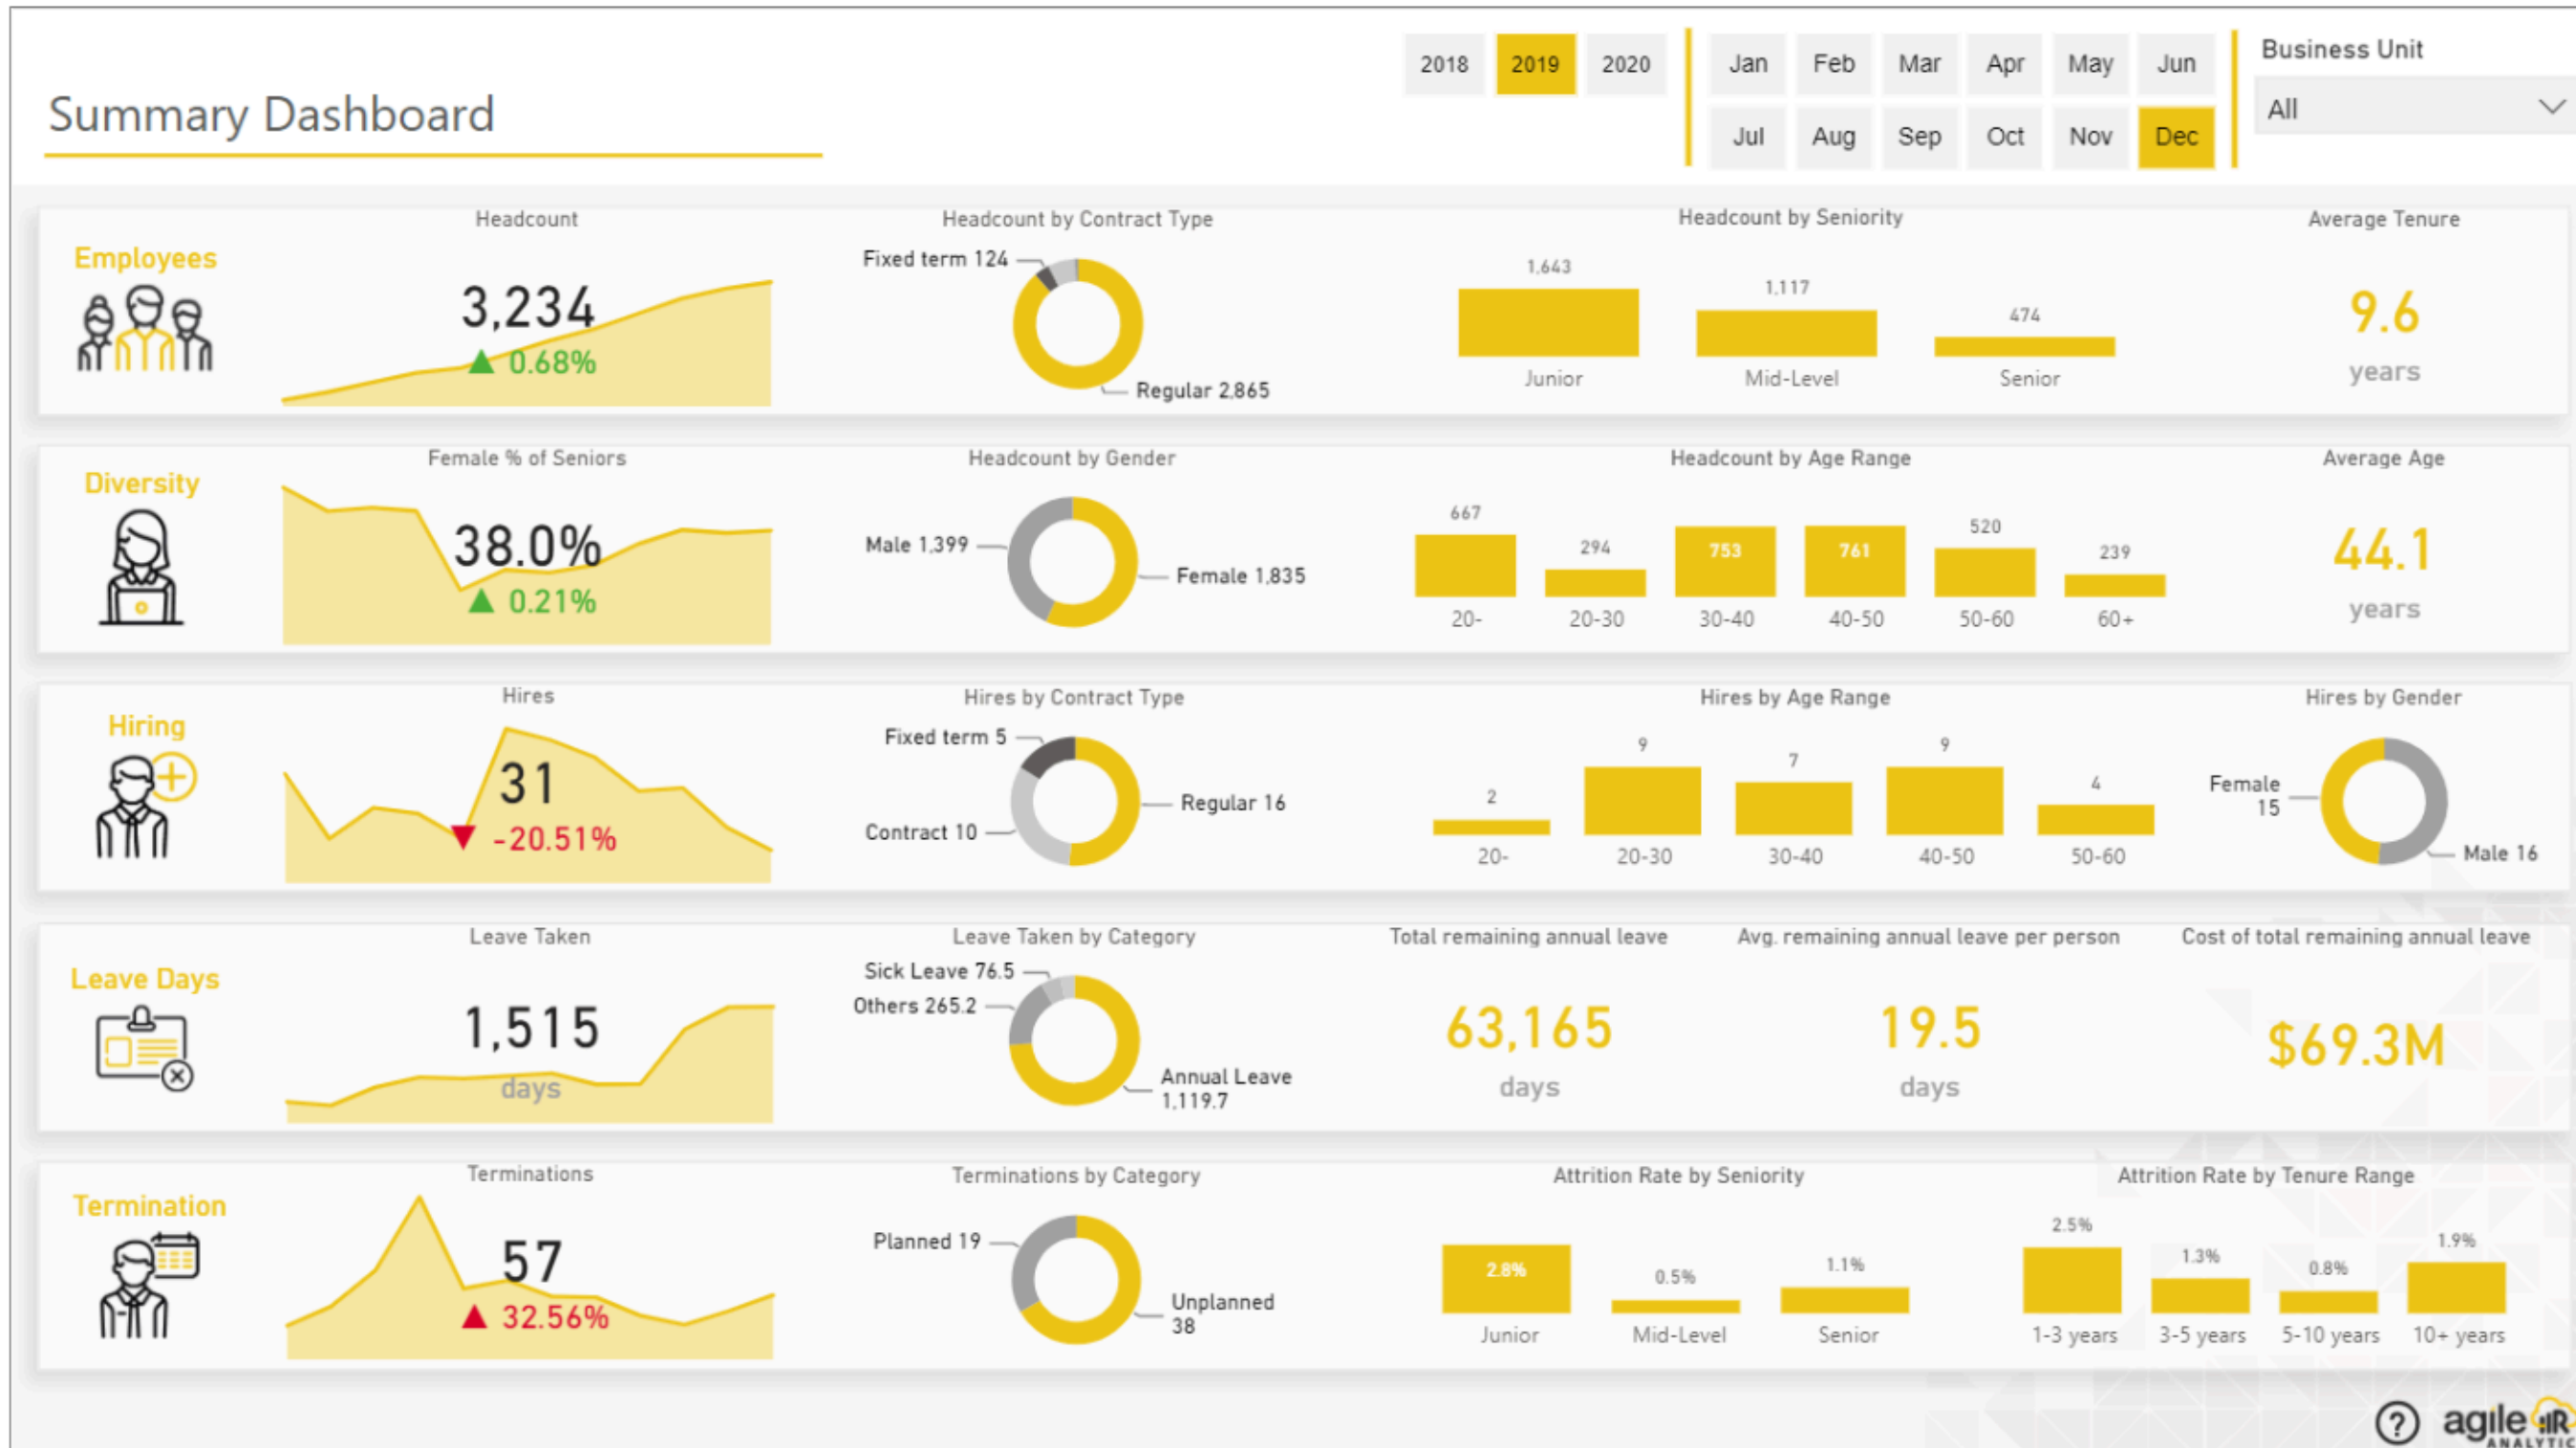 2018 2019 2020 Jan Feb Mar Apr May Jun Business Unit
Summary Dashboard
Jul Aug Sep Oct Nov Dec All
Employees
Headcount
3,234
0.68%
Headcount by Contract Type
Fixed term 124
Regular 2,865
Headcount by Seniority
1,643 1,117 474
Junior Mid-Level Senior
Average Tenure
9.6
years
Diversity
Female % of Seniors
38.0%
0.21%
Headcount by Gender
Male 1,399
Female 1,835
Headcount by Age Range
667 294 753 761 520 239
20- 20-30 30-40 40-50 50-60 60+
Average Age
44.1
years
Hiring
Hires
31
-20.51%
Hires by Contract Type
Fixed term 5
Regular 16
Contract 10
Hires by Age Range
2 9 7 9 4
20- 20-30 30-40 40-50 50-60
Hires by Gender
Female
15
Male 16
Leave Days
Leave Taken
1,515
days
Leave Taken by Category
Sick Leave 76.5
Others 265.2
Annual Leave
1,119.7
Total remaining annual leave
63,165
days
Avg. remaining annual leave per person
19.5
days
Cost of total remaining annual leave
$69.3M
Termination
Terminations
57
32.56%
Terminations by Category
Planned 19
Unplanned
38
Attrition Rate by Seniority
2.8% 0.5% 1.1%
Junior Mid-Level Senior
Attrition Rate by Tenure Range
2.5% 1.3% 0.8% 1.9%
1-3 years 3-5 years 5-10 years 10+ years
? agile HR